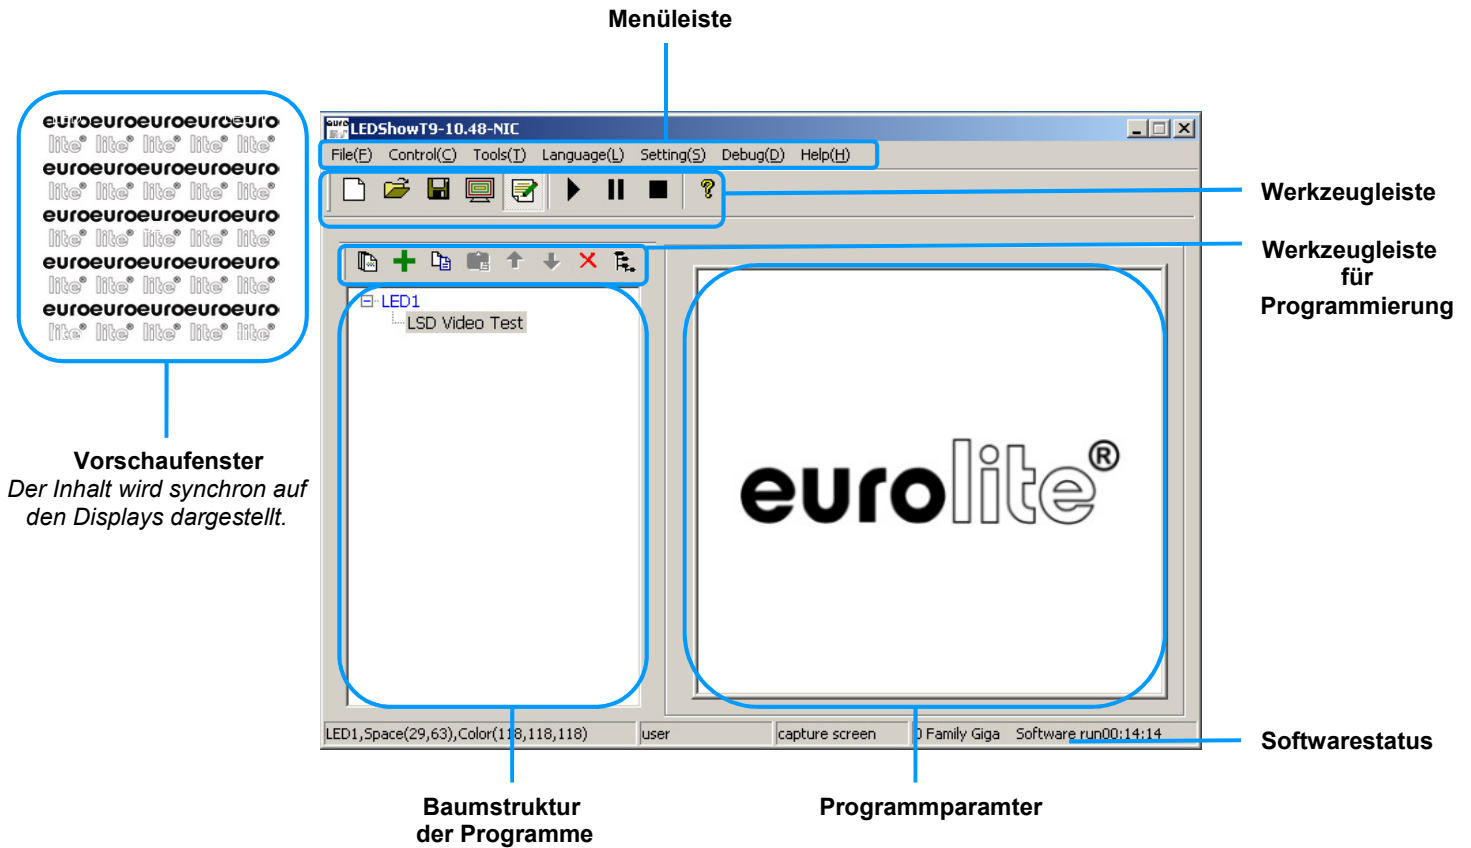 Menüleiste
euroeuroeuroeuroeuro
lite® lite® lite® lite® lite®
euroeuroeuroeuroeuro
lite® lite® lite® lite® lite®
euroeuroeuroeuroeuro
lite® lite® lite® lite® lite®
euroeuroeuroeuroeuro
lite® lite® lite® lite® lite®
euroeuroeuroeuroeuro
lite® lite® lite® lite® lite®
Vorschaufenster
Der Inhalt wird synchron auf
den Displays dargestellt.
euro LEDShowT9-10.48-NIC
File(F) Control(C) Tools(T) Language(L) Setting(S) Debug(D) Help(H)
Werkzeugleiste
Werkzeugleiste
für
Programmierung
LED1
LSD Video Test
eurolite®
LED1,Space(29,63),Color(118,118,118) user capture screen 0 Family Giga Software run00:14:14
Softwarestatus
Baumstruktur
der Programme
Programmparamter